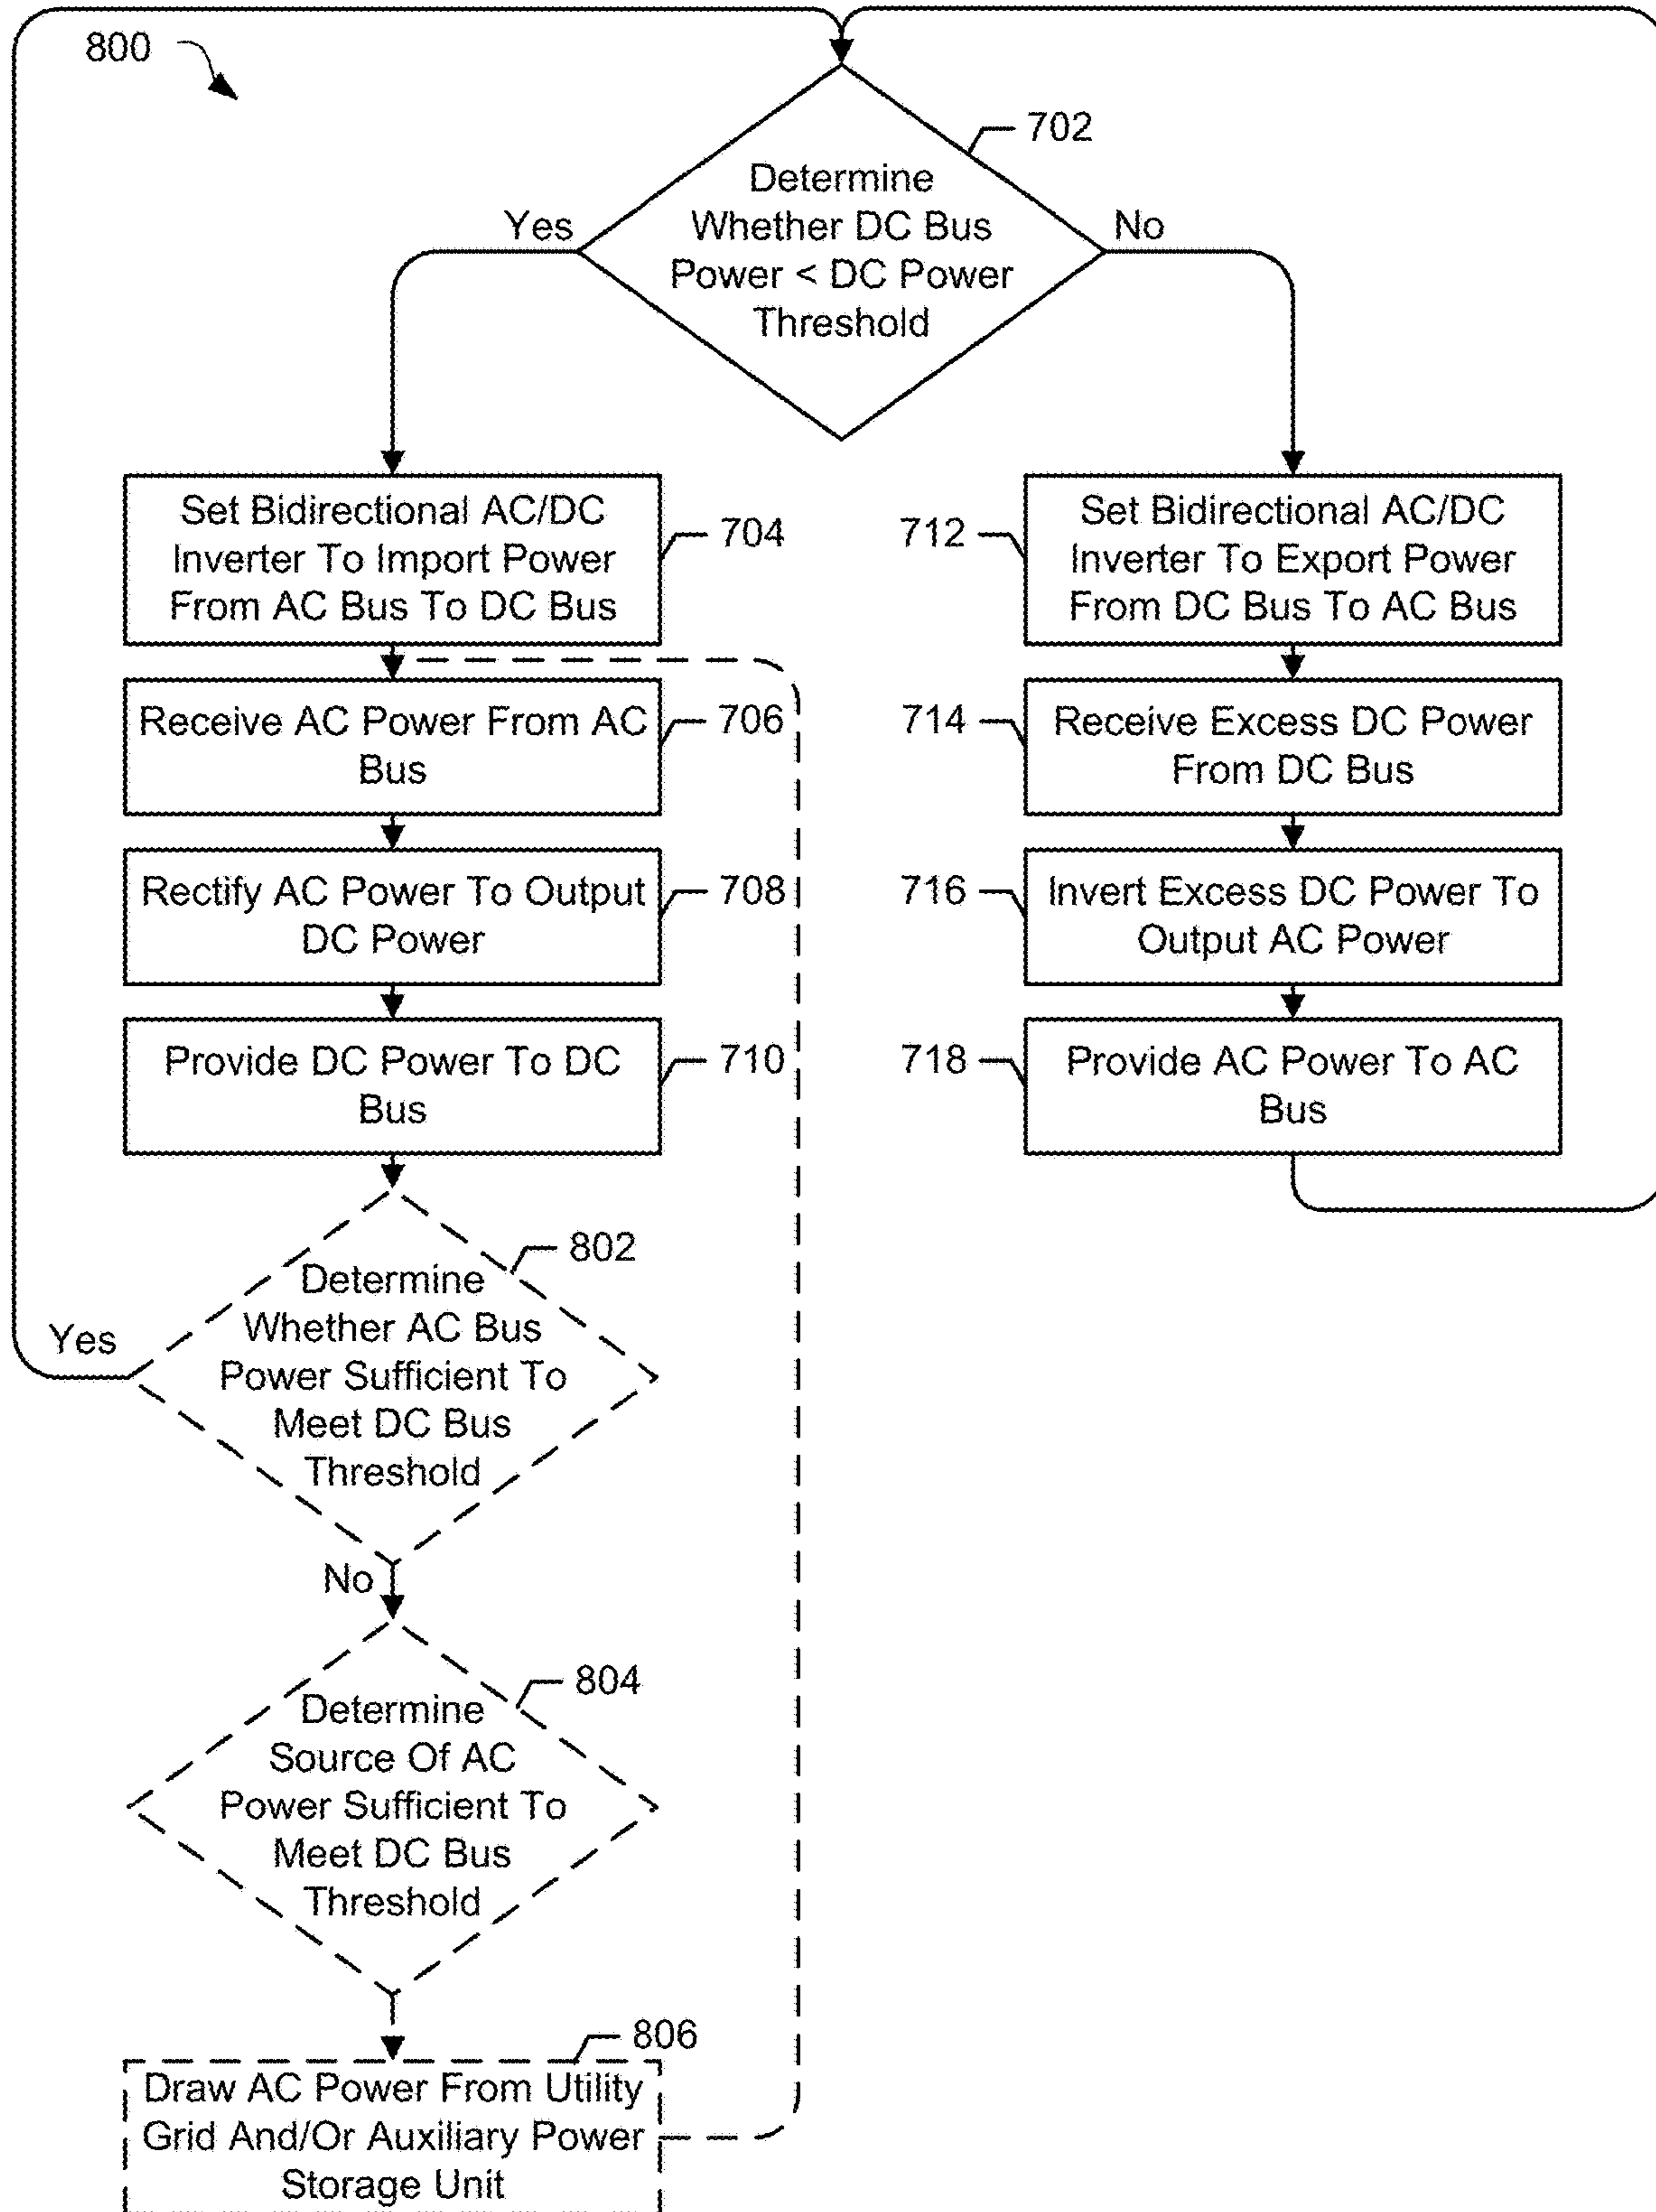 800
702
Determine
Whether DC Bus
Power < DC Power
Threshold
Yes
No
Set Bidirectional AC/DC
Inverter To Import Power
From AC Bus To DC Bus
704
712
Set Bidirectional AC/DC
Inverter To Export Power
From DC Bus To AC Bus
Receive AC Power From AC
Bus
706
714
Receive Excess DC Power
From DC Bus
Rectify AC Power To Output
DC Power
708
716
Invert Excess DC Power To
Output AC Power
Provide DC Power To DC
Bus
710
718
Provide AC Power To AC
Bus
802
Determine
Whether AC Bus
Power Sufficient To
Meet DC Bus
Threshold
Yes
No
804
Determine
Source Of AC
Power Sufficient To
Meet DC Bus
Threshold
806
Draw AC Power From Utility
Grid And/Or Auxiliary Power
Storage Unit